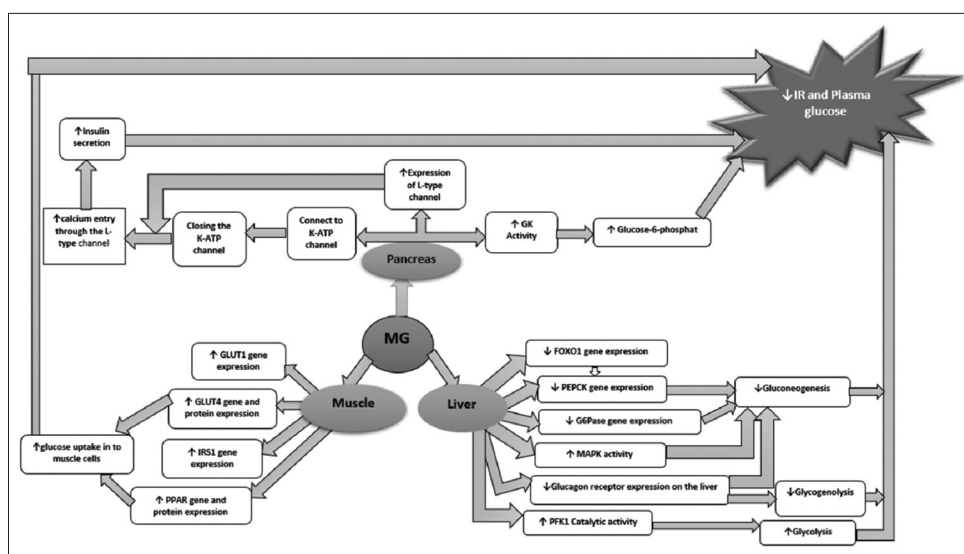 ↓IR and Plasma
glucose
↑Insulin
secretion
↑Expression
of L-type
channel
↑calcium entry
through the L-
type channel
Closing the
K-ATP
channel
Connect to
K-ATP
channel
↑ GK
Activity
↑ Glucose-6-phosphat
Pancreas
MG
Muscle
Liver
↑ GLUT1 gene
expression
↑ GLUT4 gene and
protein expression
↑ IRS1 gene
expression
↑ PPAR gene and
protein expression
↑glucose uptake in to
muscle cells
↓ FOXO1 gene expression
↓ PEPCK gene expression
↓ G6Pase gene expression
↑ MAPK activity
↓Glucagon receptor expression on the liver
↑ PFK1 Catalytic activity
↓Gluconeogenesis
↓Glycogenolysis
↑Glycolysis